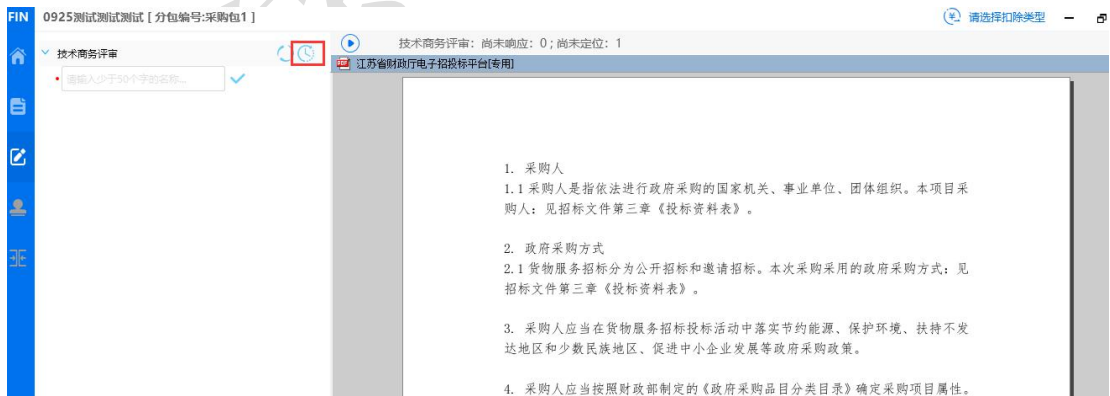 FIN 0925测试测试测试 [ 分包编号:采购包1 ] 请选择扣除类型
技术商务评审 技术商务评审：尚未响应：0 ; 尚未定位：1
江苏省财政厅电子招投标平台[专用]
请输入少于50个字的名称...
1. 采购人
1.1 采购人是指依法进行政府采购的国家机关、事业单位、团体组织。本项目采
购人：见招标文件第三章《投标资料表》。
2. 政府采购方式
2.1 货物服务招标分为公开招标和邀请招标。本次采购采用的政府采购方式：见
招标文件第三章《投标资料表》。
3. 采购人应当在货物服务招标投标活动中落实节约能源、保护环境、扶持不发
达地区和少数民族地区、促进中小企业发展等政府采购政策。
4. 采购人应当按照财政部制定的《政府采购品目分类目录》确定采购项目属性。